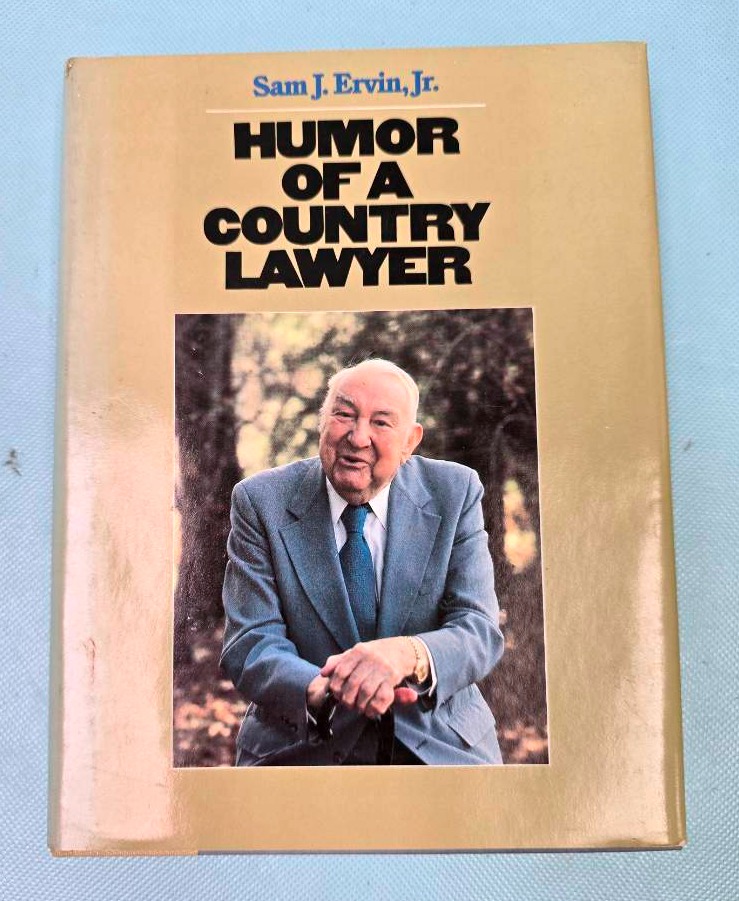 Sam J. Ervin, Jr.
HUMOR
OF A
COUNTRY
LAWYER